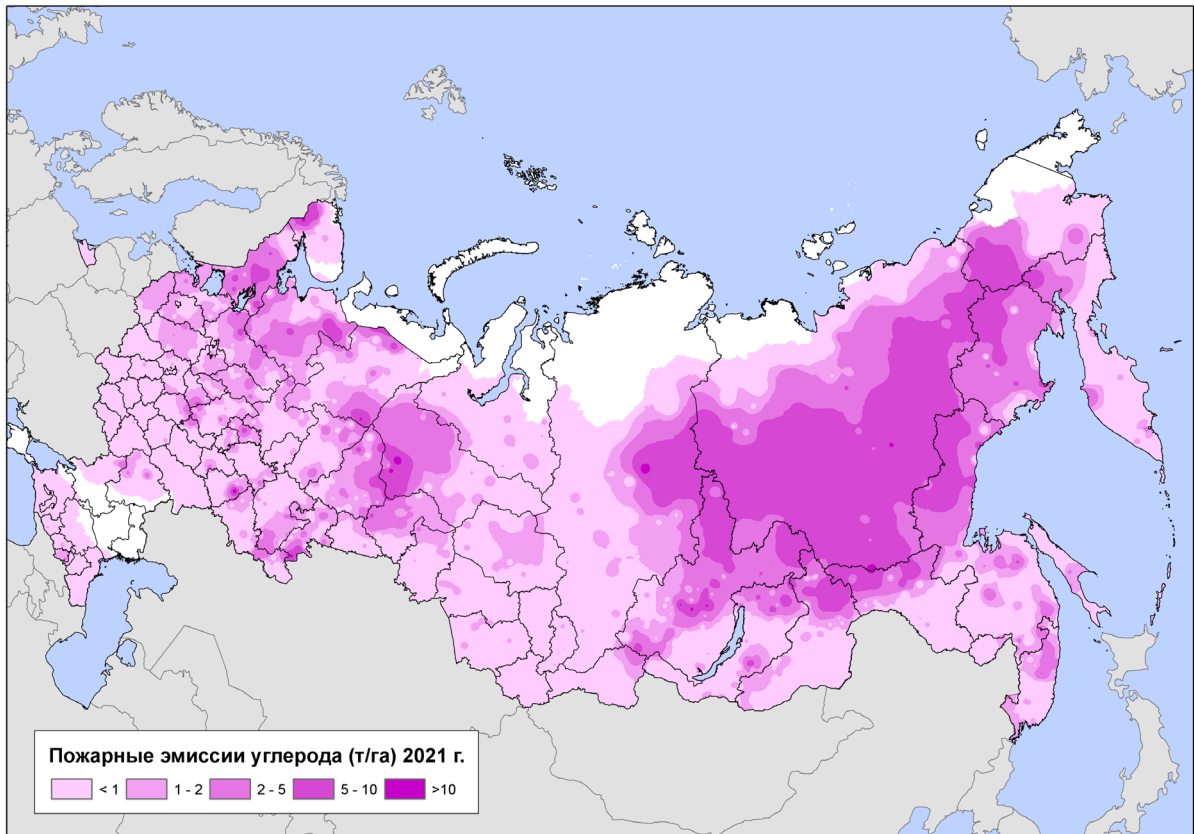 Пожарные эмиссии углерода (т/га) 2021 г.
< 1 1 - 2 2 - 5 5 - 10 >10